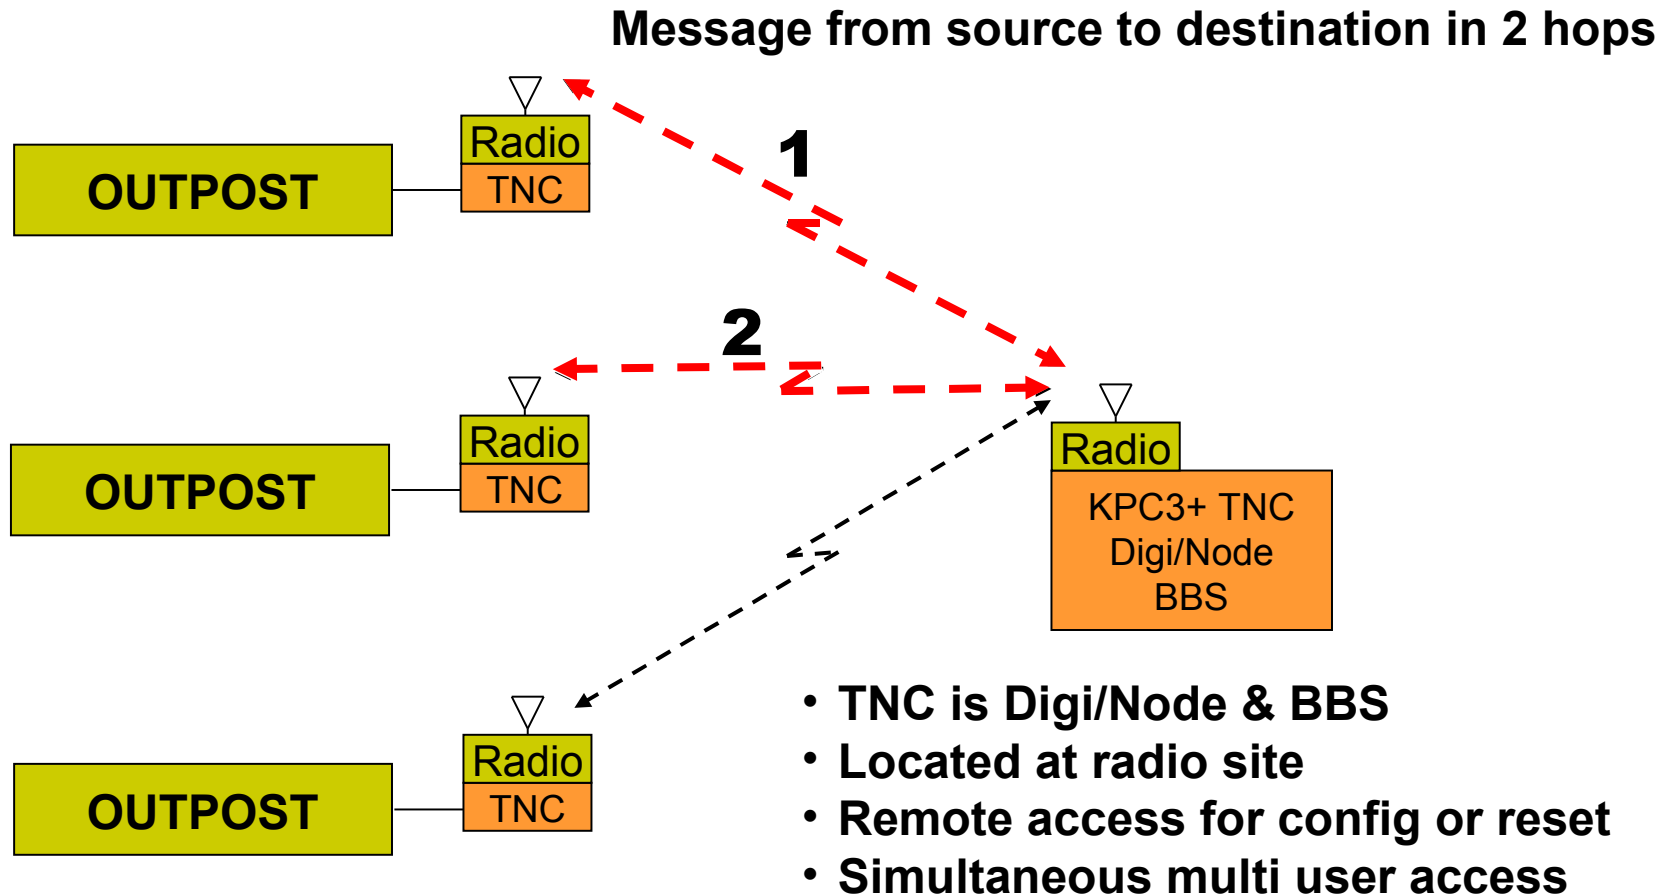 Message from source to destination in 2 hops
Radio
TNC
OUTPOST
1
2
Radio
TNC
OUTPOST
Radio
KPC3+ TNC
Digi/Node
BBS
Radio
TNC
OUTPOST
• TNC is Digi/Node & BBS
• Located at radio site
• Remote access for config or reset
• Simultaneous multi user access